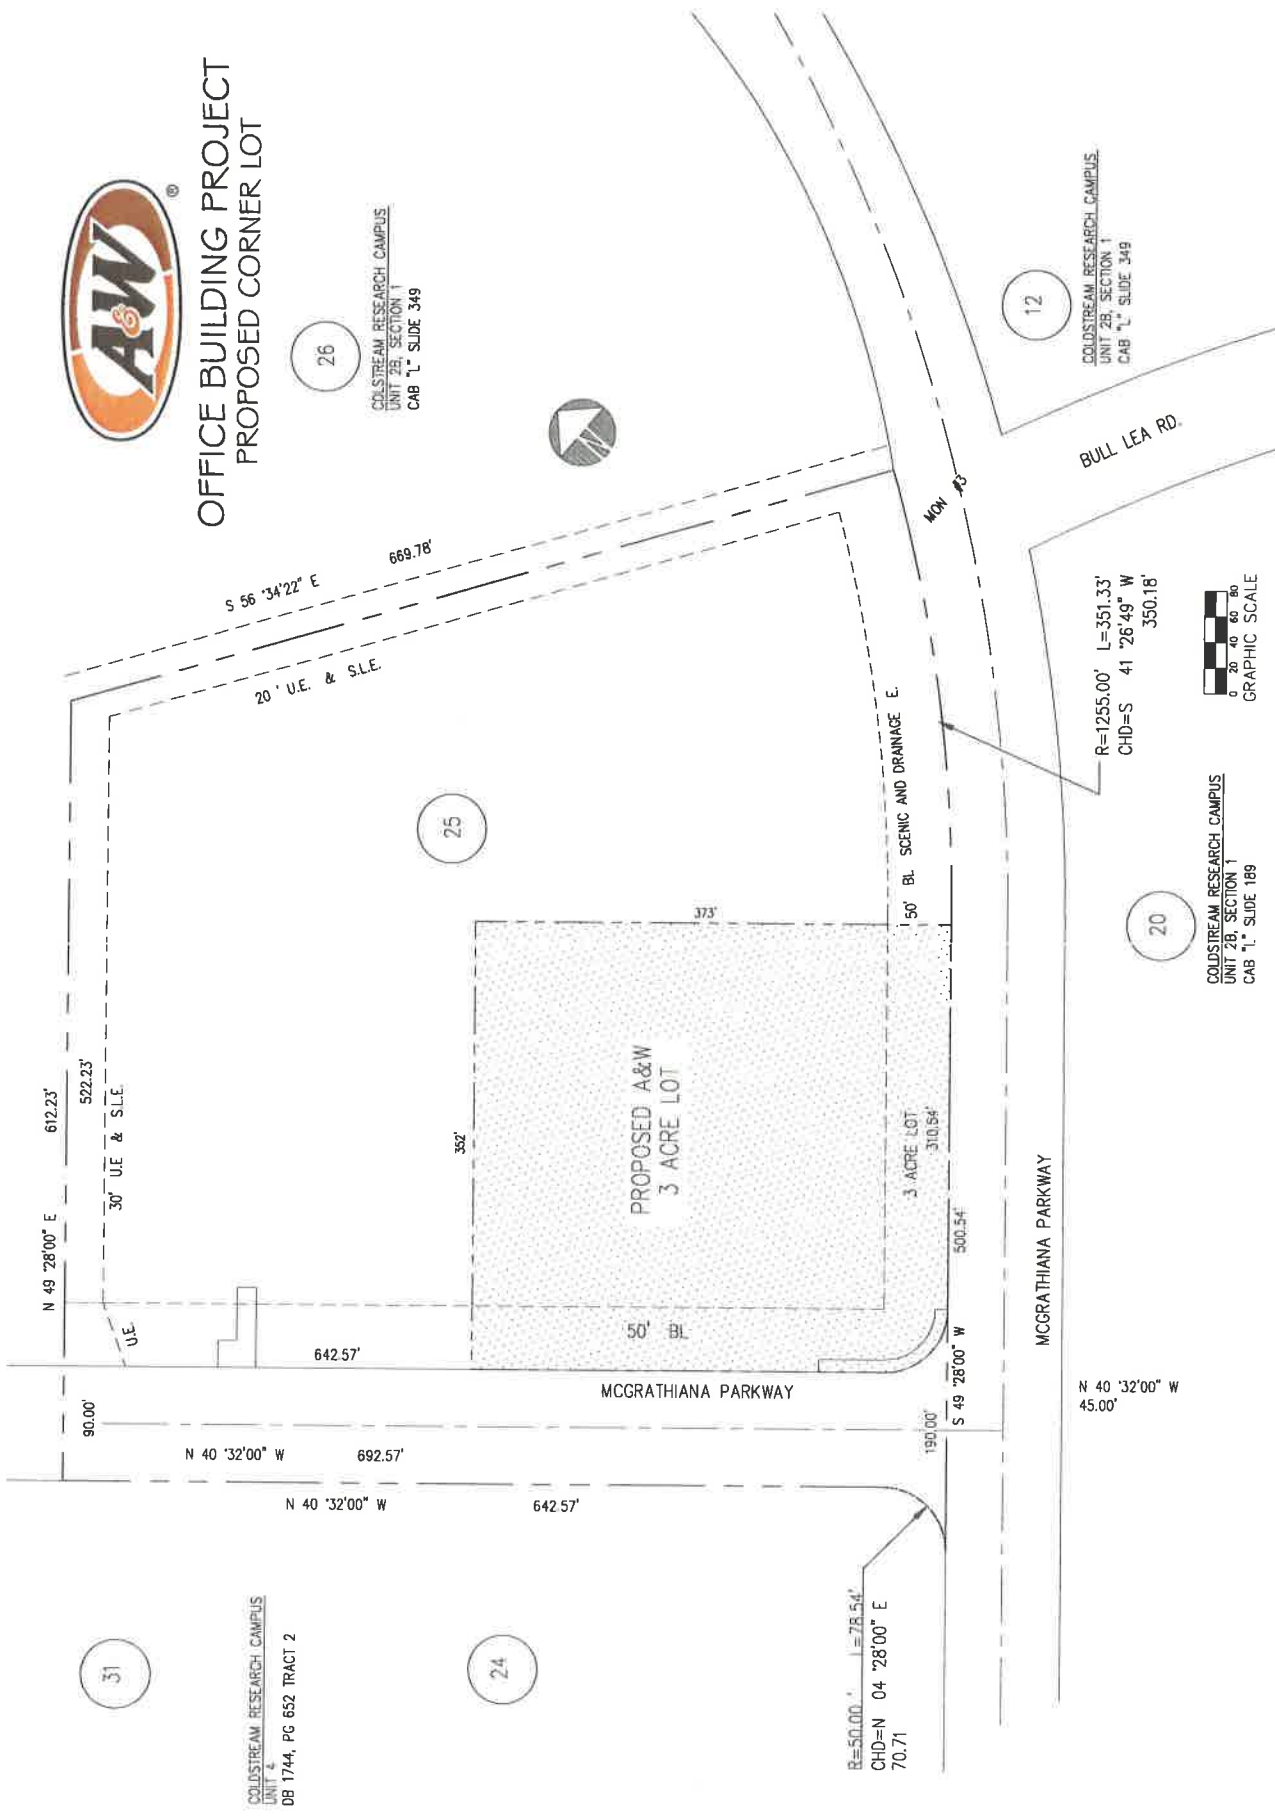 A&W
®
OFFICE BUILDING PROJECT
PROPOSED CORNER LOT
26
COLSTREAM RESEARCH CAMPUS
UNIT 2B, SECTION 1
CAB "L" SLIDE 349
N
12
COLDSTREAM RESEARCH CAMPUS
UNIT 2B, SECTION 1
CAB "L" SLIDE 349
BULL LEA RD.
MON #3
S 56 °34'22" E
669.78'
20 ' U.E. & S.L.E.
N 49 °28'00" E
612.23'
522.23'
30' U.E & S.L.E.
U.E.
25
50' BL SCENIC AND DRAINAGE E.
R=1255.00' L=351.33'
CHD=S 41 °26'49" W
350.18'
0 20 40 60 80
GRAPHIC SCALE
20
COLDSTREAM RESEARCH CAMPUS
UNIT 2B, SECTION 1
CAB "L" SLIDE 189
373'
352'
PROPOSED A&W
3 ACRE LOT
3 ACRE LOT
310.54'
500.54'
50' BL
642.57'
MCGRATHIANA PARKWAY
MCGRATHIANA PARKWAY
90.00'
N 40 °32'00" W
692.57'
190.00'
S 49 °28'00" W
N 40 °32'00" W
45.00'
N 40 °32'00" W
642.57'
31
COLDSTREAM RESEARCH CAMPUS
UNIT 4
DB 1744, PG 652 TRACT 2
24
R=50.00 ' L=78.54'
CHD=N 04 °28'00" E
70.71